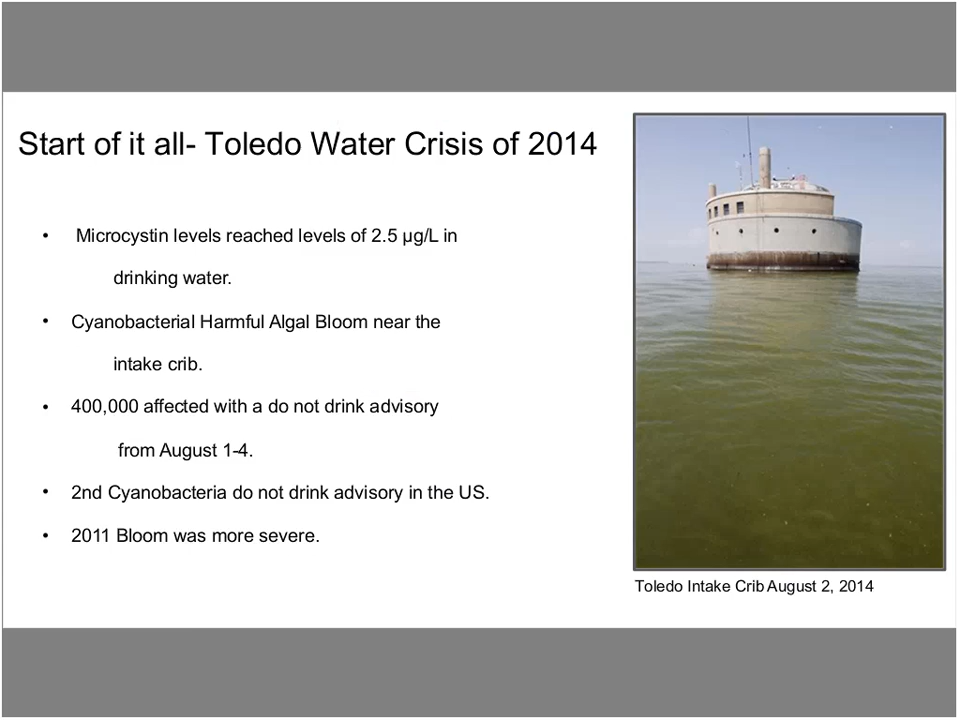 Start of it all- Toledo Water Crisis of 2014
• Microcystin levels reached levels of 2.5 µg/L in
drinking water.
• Cyanobacterial Harmful Algal Bloom near the
intake crib.
• 400,000 affected with a do not drink advisory
from August 1-4.
• 2nd Cyanobacteria do not drink advisory in the US.
• 2011 Bloom was more severe.
Toledo Intake Crib August 2, 2014